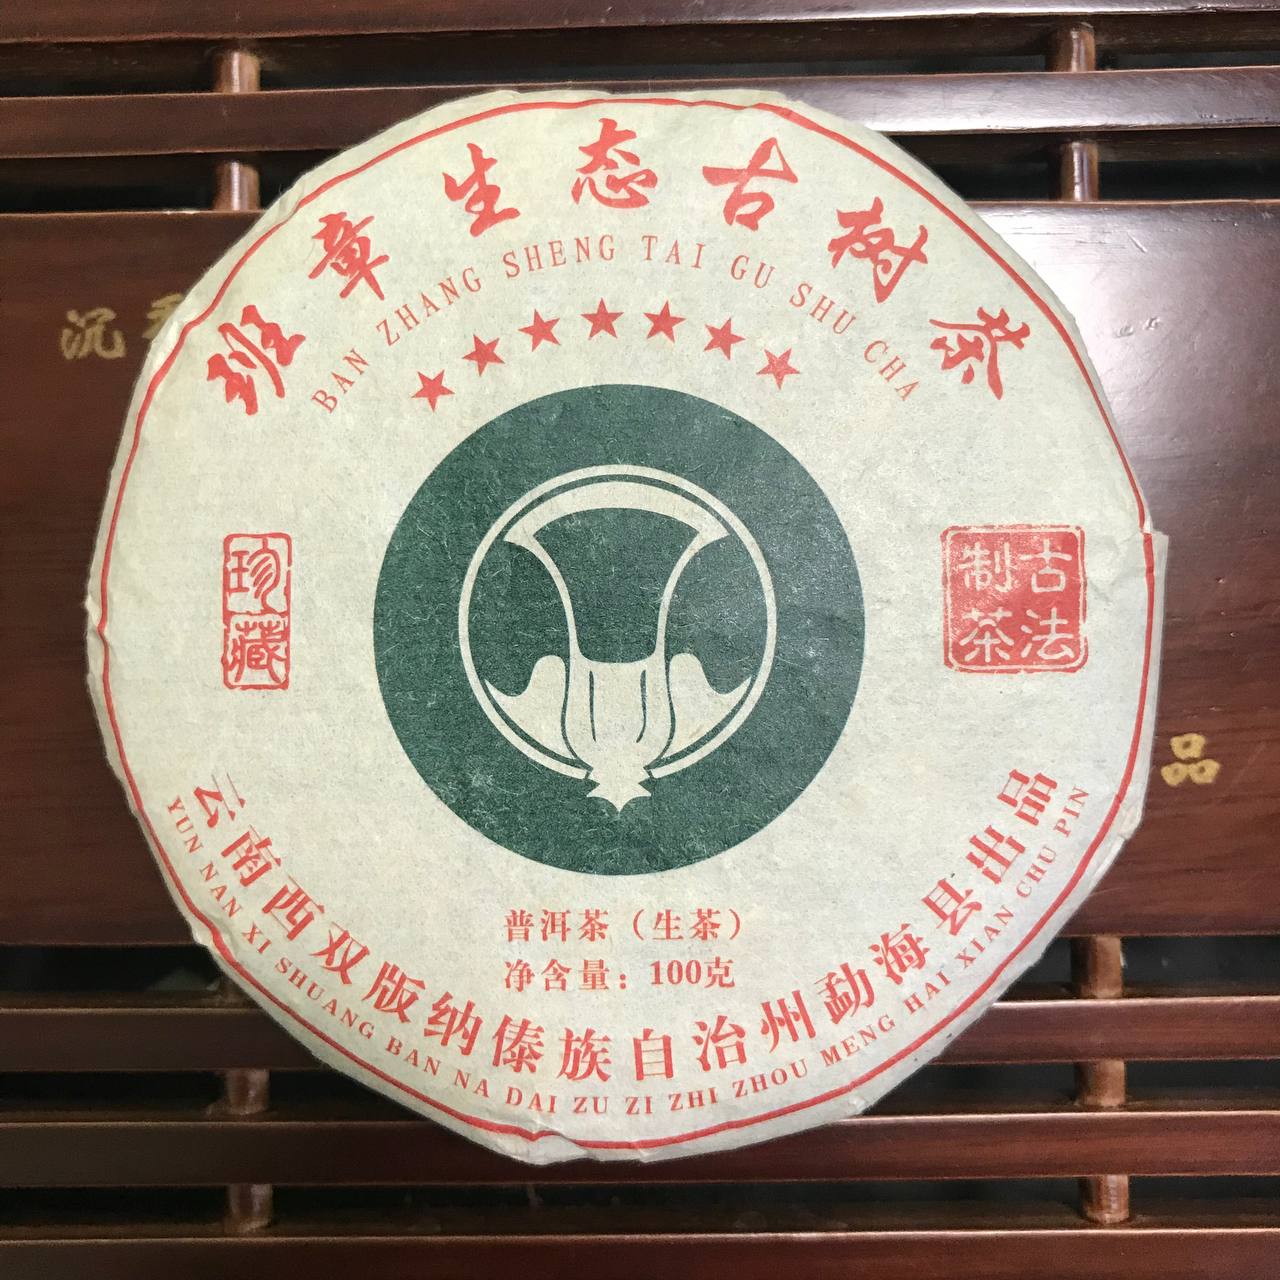 班章生态古树茶
BAN ZHANG SHENG TAI GU SHU CHA
珍藏
古法
制茶
普洱茶（生茶）
净含量：100克
云南西双版纳傣族自治州勐海县出品
YUN NAN XI SHUANG BAN NA DAI ZU ZI ZHI ZHOU MENG HAI XIAN CHU PIN
沉
品